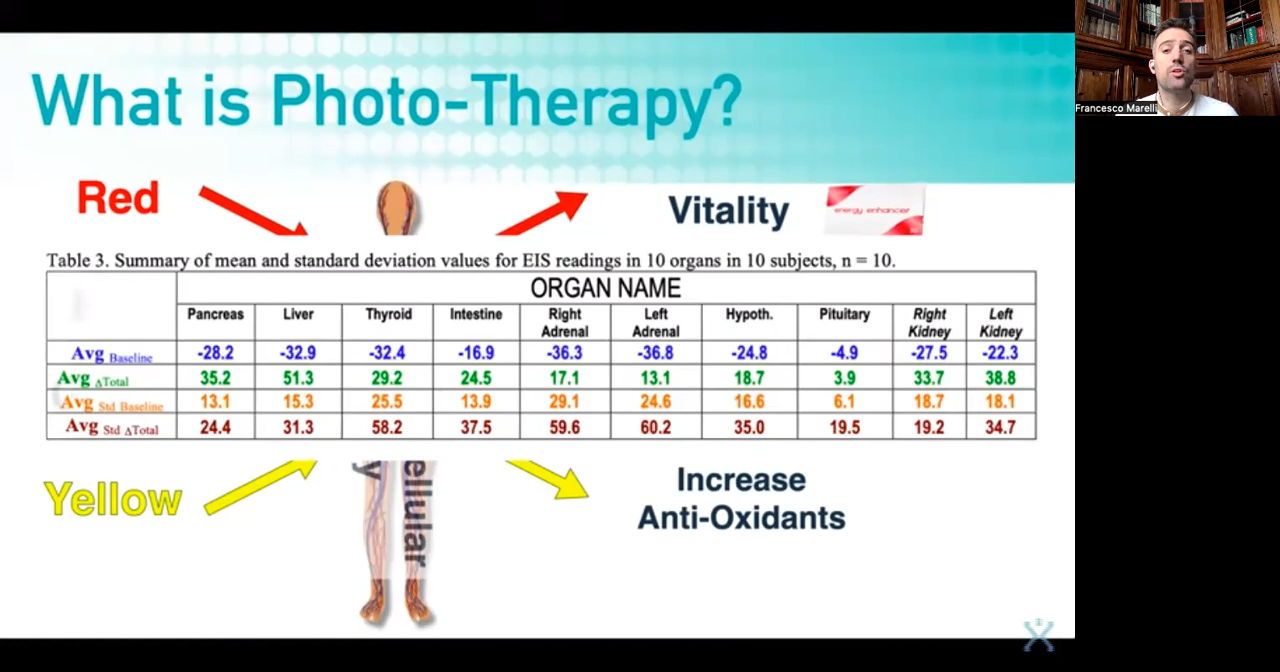 What is Photo-Therapy?
Francesco Marelli
Red
Vitality
energy enhancer
Table 3. Summary of mean and standard deviation values for EIS readings in 10 organs in 10 subjects, n = 10.
ORGAN NAME
Pancreas Liver Thyroid Intestine Right Adrenal Left Adrenal Hypoth. Pituitary Right Kidney Left Kidney
Avg Baseline -28.2 -32.9 -32.4 -16.9 -36.3 -36.8 -24.8 -4.9 -27.5 -22.3
Avg ΔTotal 35.2 51.3 29.2 24.5 17.1 13.1 18.7 3.9 33.7 38.8
Avg Std Baseline 13.1 15.3 25.5 13.9 29.1 24.6 16.6 6.1 18.7 18.1
Avg Std ΔTotal 24.4 31.3 58.2 37.5 59.6 60.2 35.0 19.5 19.2 34.7
Yellow
y
ellular
Increase
Anti-Oxidants